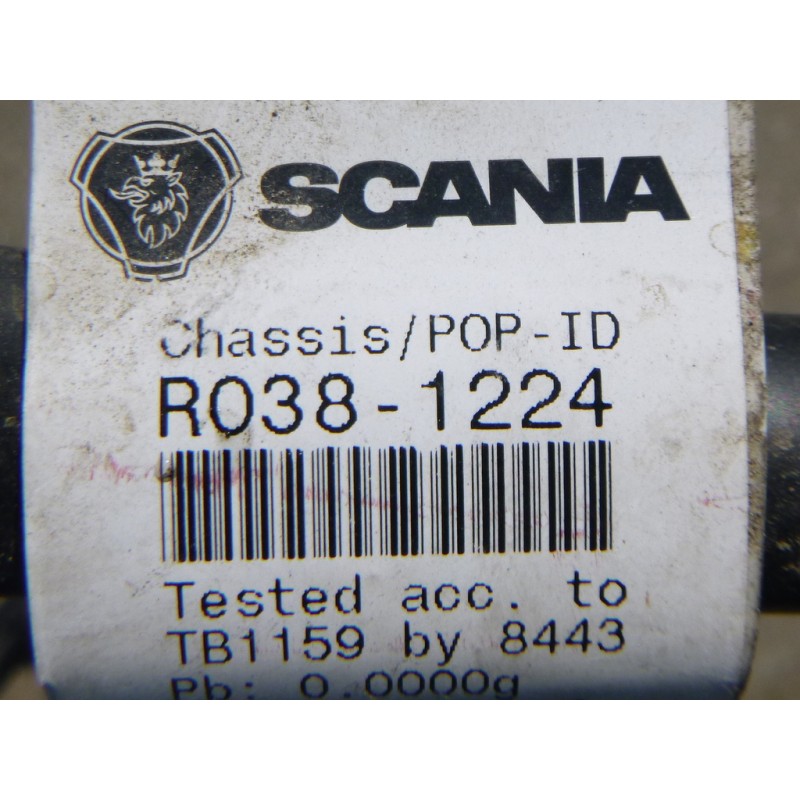 SCANIA
Chassis/POP-ID
R038-1224
Tested acc. to
TB1159 by 8443
Pb: 0.0000g